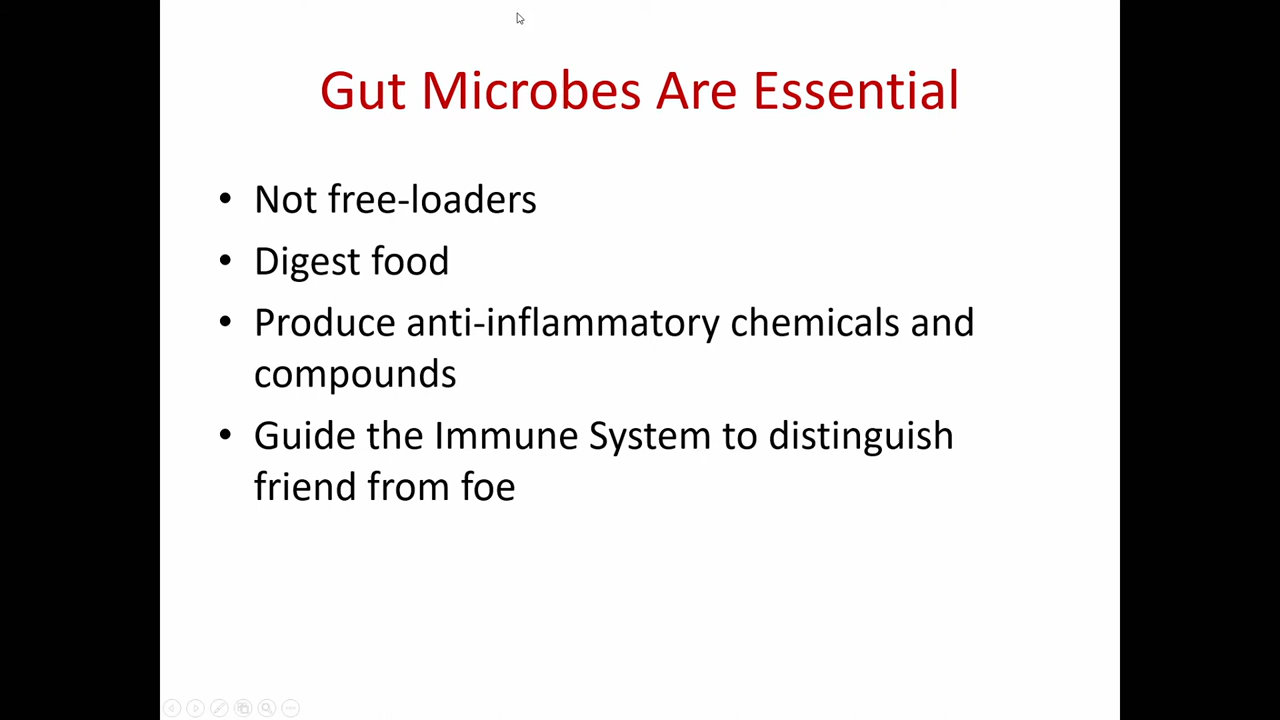 Gut Microbes Are Essential
• Not free-loaders
• Digest food
• Produce anti-inflammatory chemicals and
compounds
• Guide the Immune System to distinguish
friend from foe